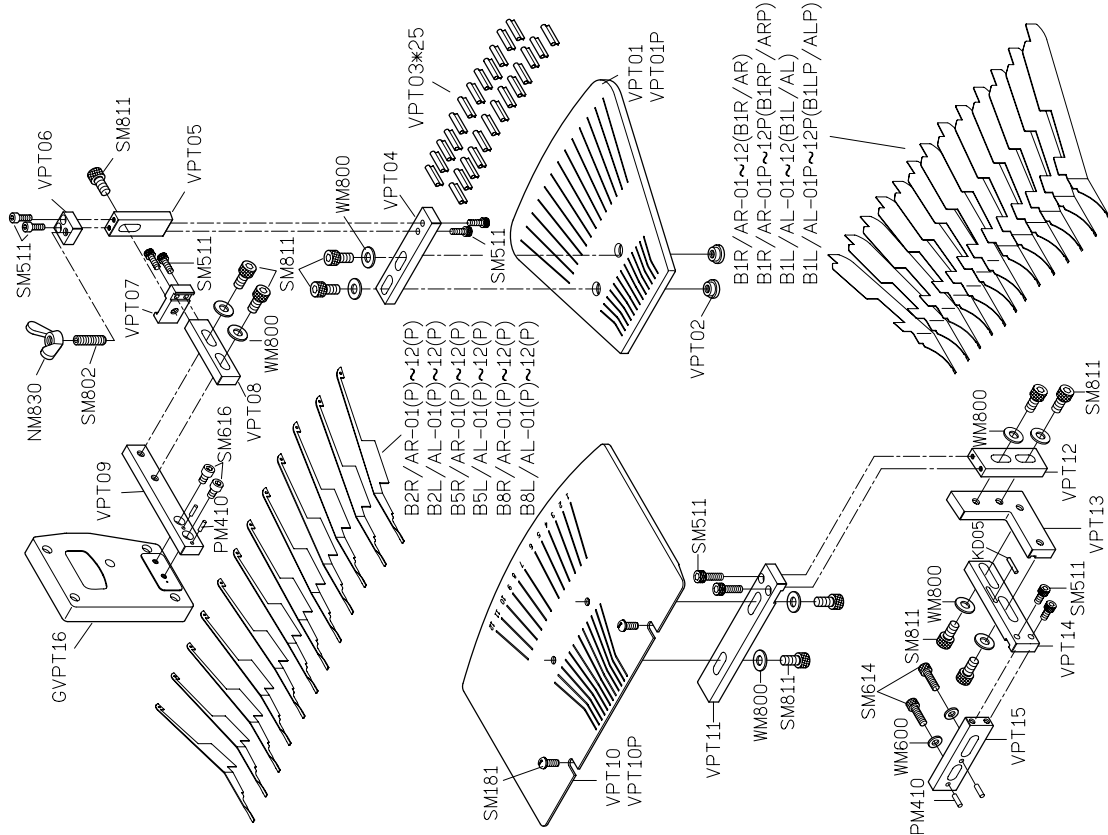 SM511
VPT06
SM811
VPT05
NM830
SM802
VPT07
SM511
SM811
WM800
VPT08
WM800
VPT04
SM511
VPT03*25
VPT01
VPT01P
VPT02
B1R/AR-01~12(B1R/AR)
B1R/AR-01P~12P(B1RP/ARP)
B1L/AL-01~12(B1L/AL)
B1L/AL-01P~12P(B1LP/ALP)
GVPT16
VPT09
SM616
PM410
B2R/AR-01(P)~12(P)
B2L/AL-01(P)~12(P)
B5R/AR-01(P)~12(P)
B5L/AL-01(P)~12(P)
B8R/AR-01(P)~12(P)
B8L/AL-01(P)~12(P)
SM181
VPT10
VPT10P
SM511
VPT11
WM800
SM811
WM800
SM811
VPT12
VPT13
KD05
WM800
SM811
SM511
VPT14
SM614
WM600
VPT15
PM410